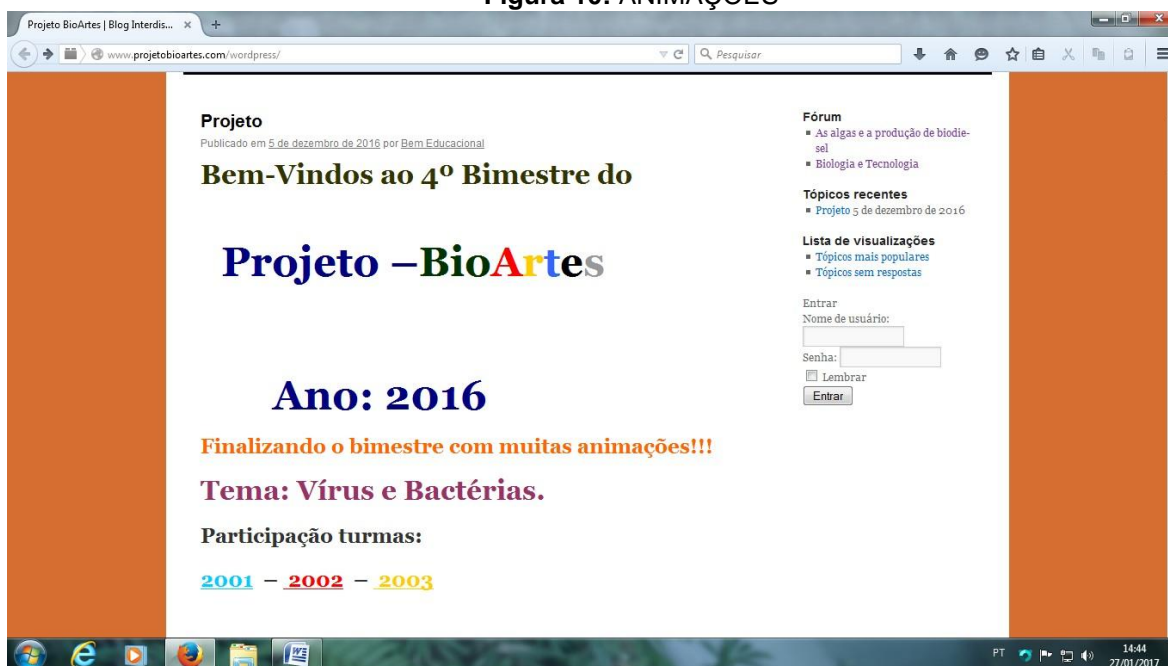 Figura 10: ANIMAÇÕES
Projeto BioArtes | Blog Interdis...
www.projetobioartes.com/wordpress/
Pesquisar
Projeto
Publicado em 5 de dezembro de 2016 por Bem Educacional
Bem-Vindos ao 4º Bimestre do
Projeto –BioArtes
Ano: 2016
Finalizando o bimestre com muitas animações!!!
Tema: Vírus e Bactérias.
Participação turmas:
2001 – 2002 – 2003
Fórum
As algas e a produção de biodie-
sel
Biologia e Tecnologia
Tópicos recentes
Projeto 5 de dezembro de 2016
Lista de visualizações
Tópicos mais populares
Tópicos sem respostas
Entrar
Nome de usuário:
Senha:
Lembrar
Entrar
PT
14:44
27/01/2017